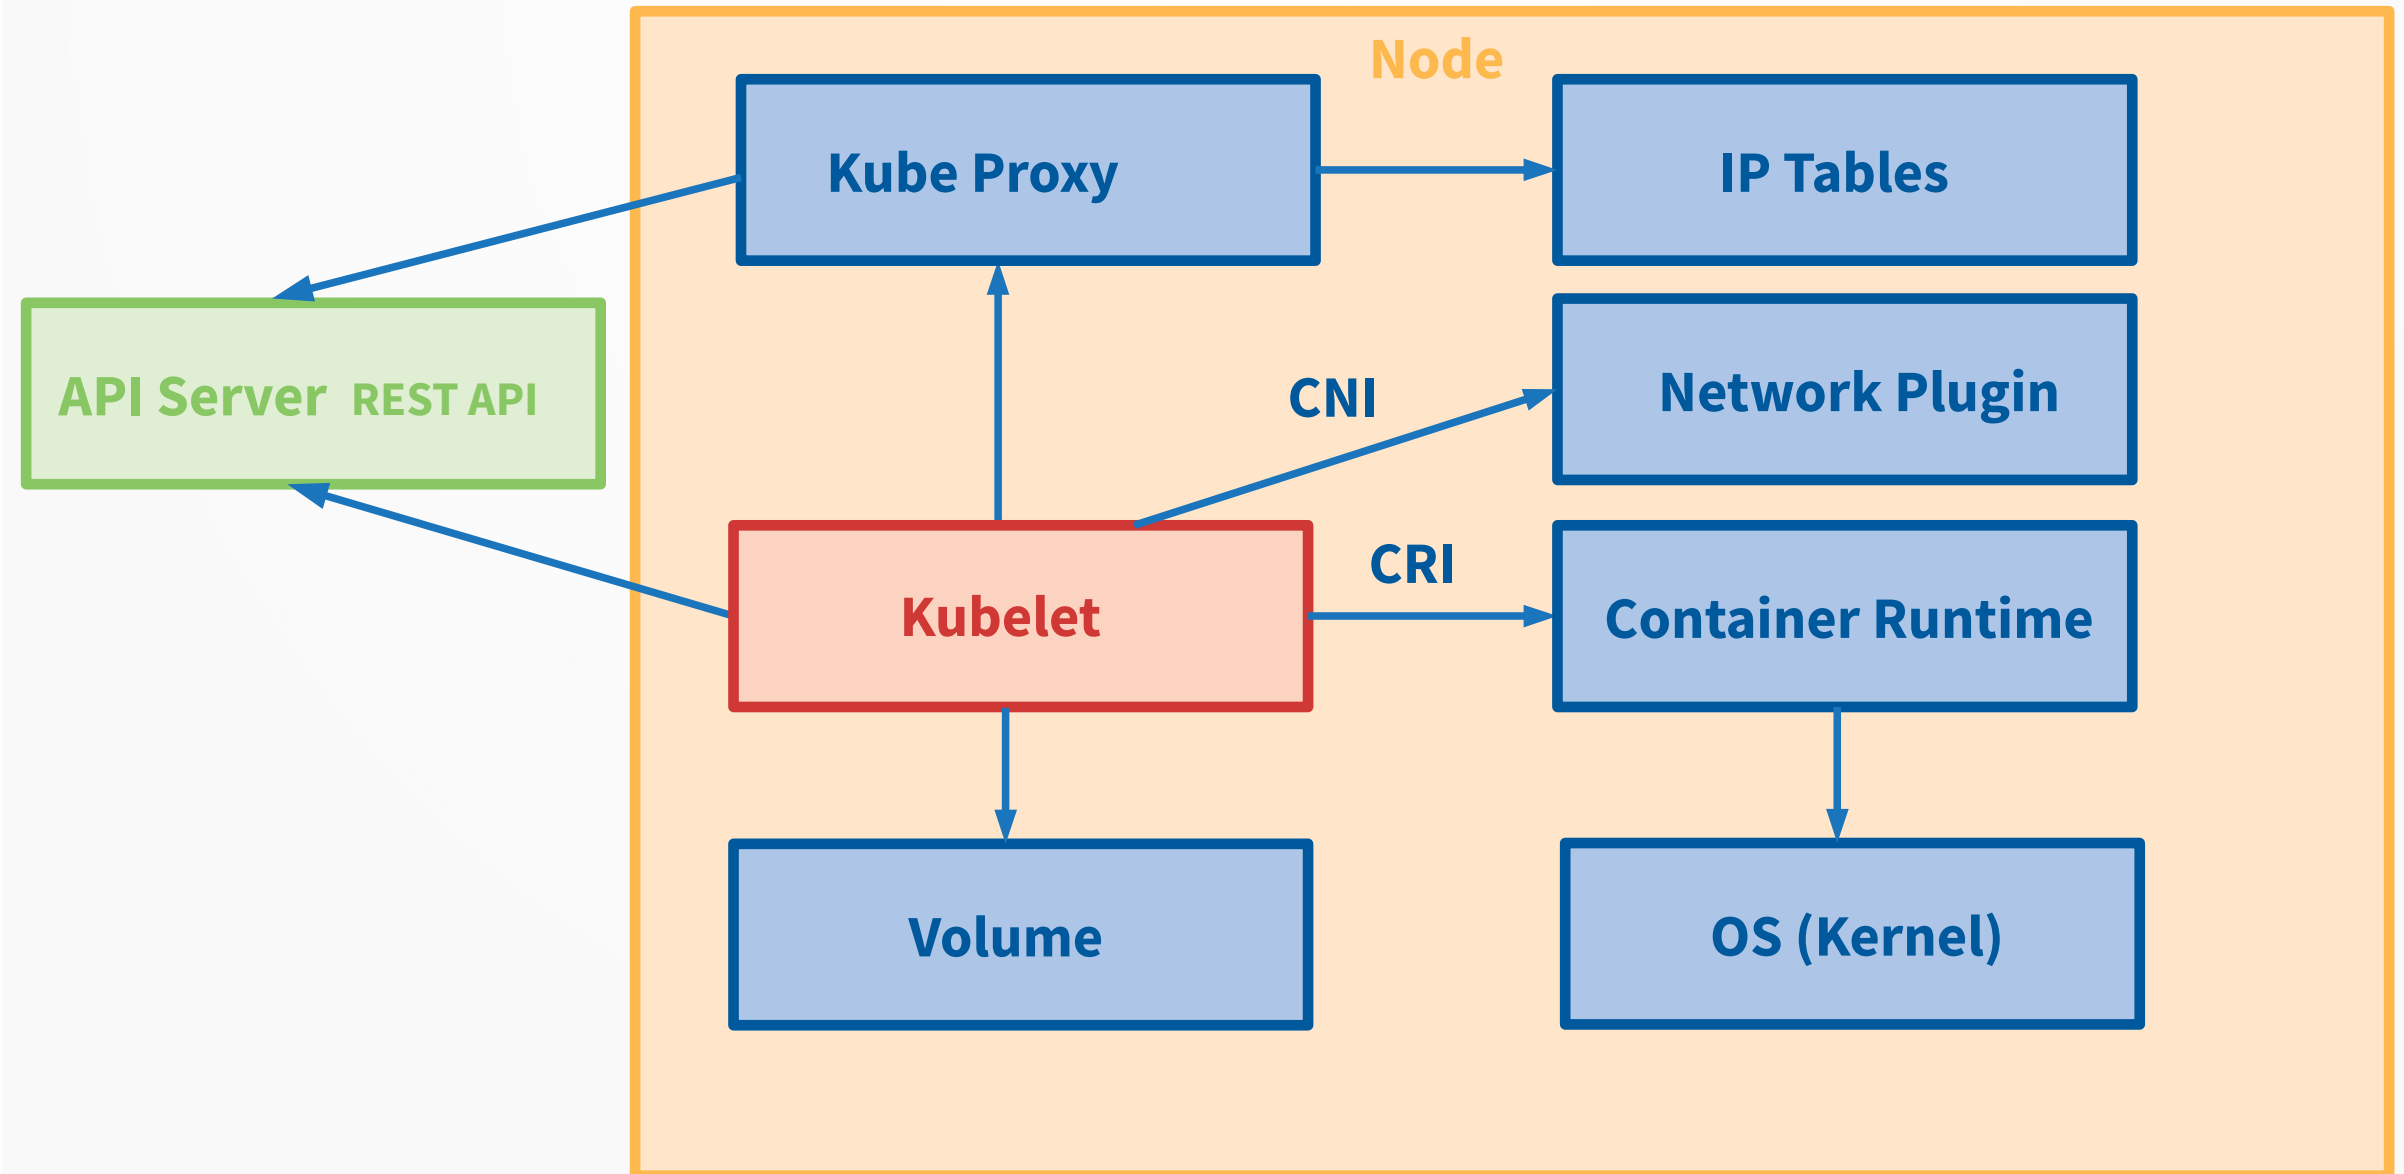 Node
Kube Proxy
IP Tables
API Server REST API
CNI
Network Plugin
CRI
Kubelet
Container Runtime
Volume
OS (Kernel)